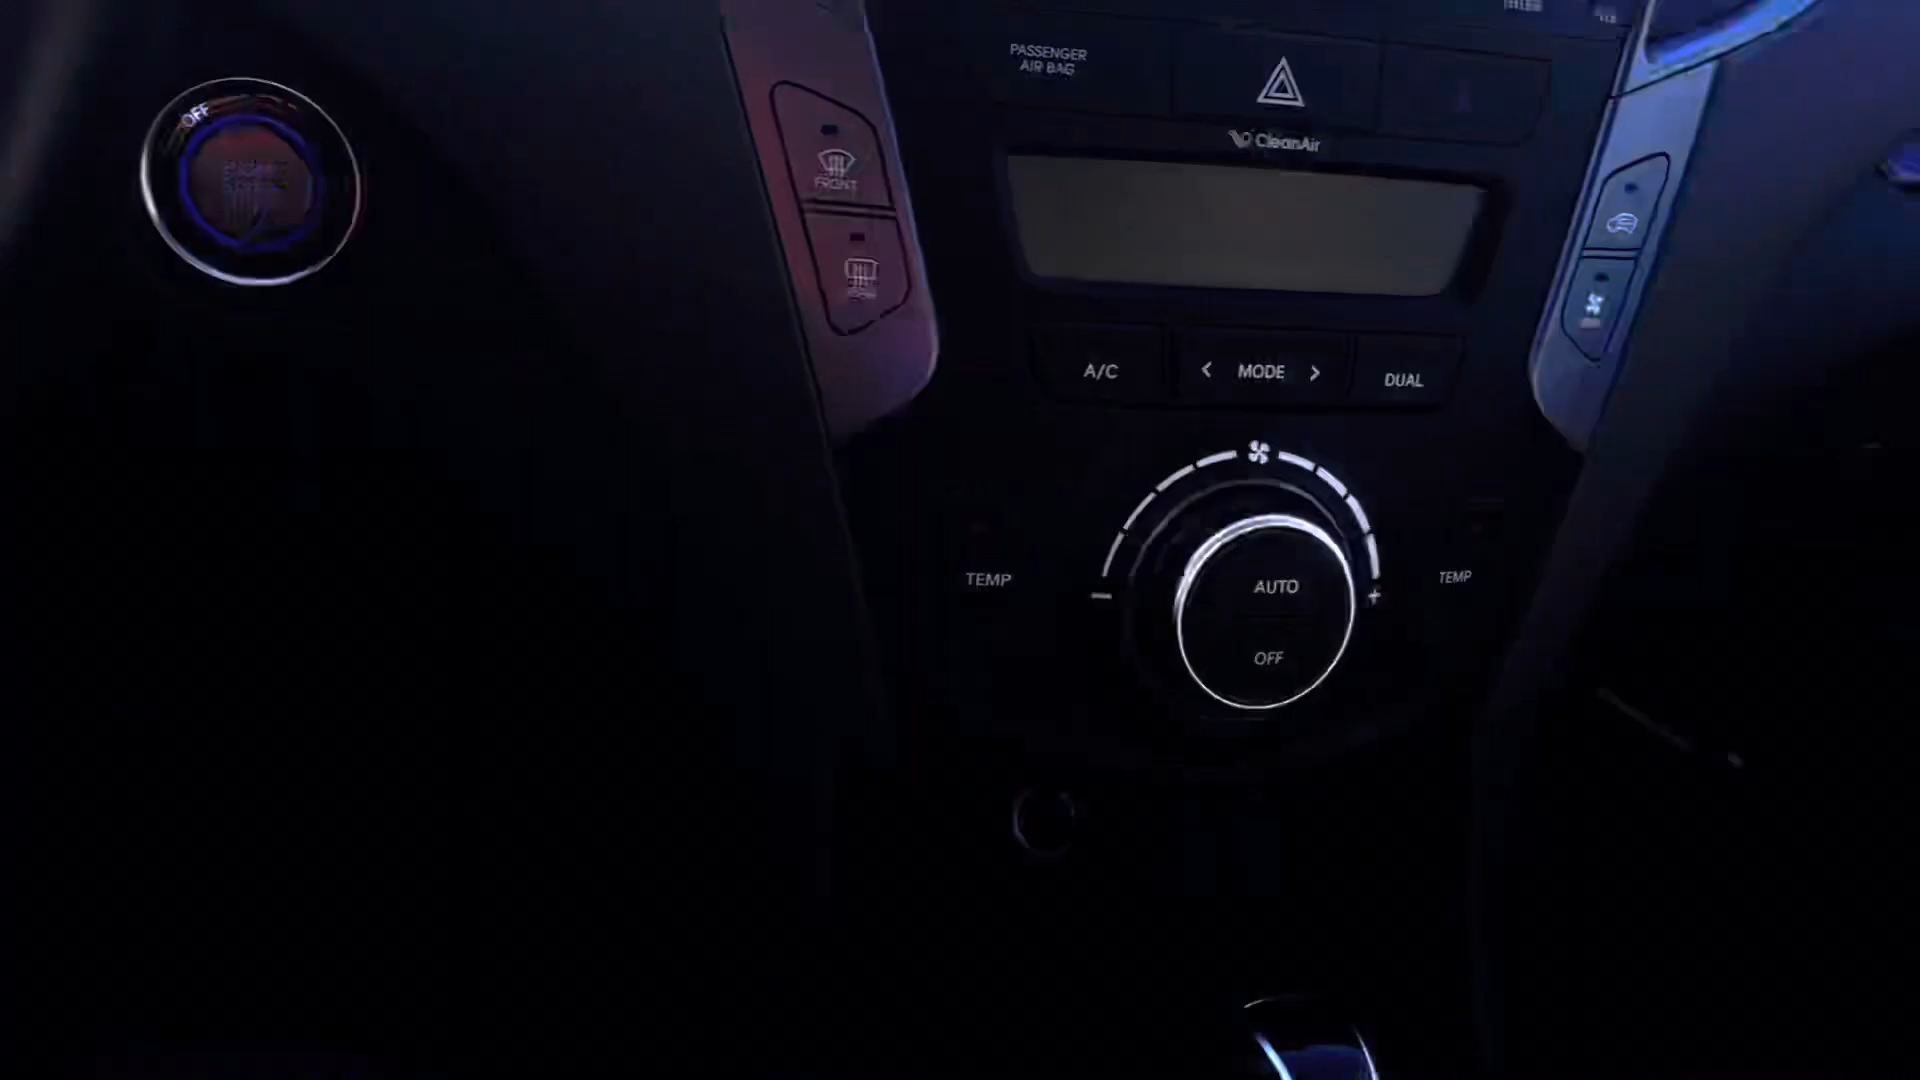 OFF
PASSENGER
AIR BAG
CleanAir
FRONT
A/C
< MODE >
DUAL
TEMP
TEMP
− +
AUTO
OFF